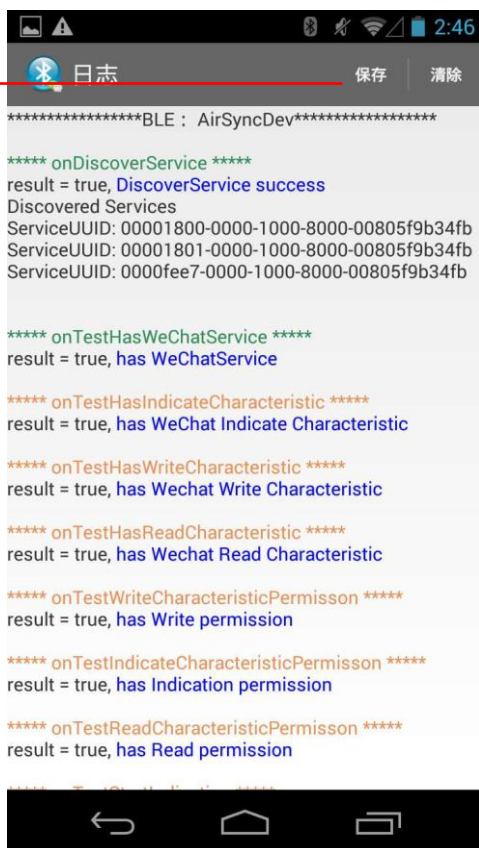 2:46
日志
保存
清除
*****************BLE： AirSyncDev******************
***** onDiscoverService *****
result = true, DiscoverService success
Discovered Services
ServiceUUID: 00001800-0000-1000-8000-00805f9b34fb
ServiceUUID: 00001801-0000-1000-8000-00805f9b34fb
ServiceUUID: 0000fee7-0000-1000-8000-00805f9b34fb
***** onTestHasWeChatService *****
result = true, has WeChatService
***** onTestHasIndicateCharacteristic *****
result = true, has WeChat Indicate Characteristic
***** onTestHasWriteCharacteristic *****
result = true, has Wechat Write Characteristic
***** onTestHasReadCharacteristic *****
result = true, has Wechat Read Characteristic
***** onTestWriteCharacteristicPermisson *****
result = true, has Write permission
***** onTestIndicateCharacteristicPermisson *****
result = true, has Indication permission
***** onTestReadCharacteristicPermisson *****
result = true, has Read permission